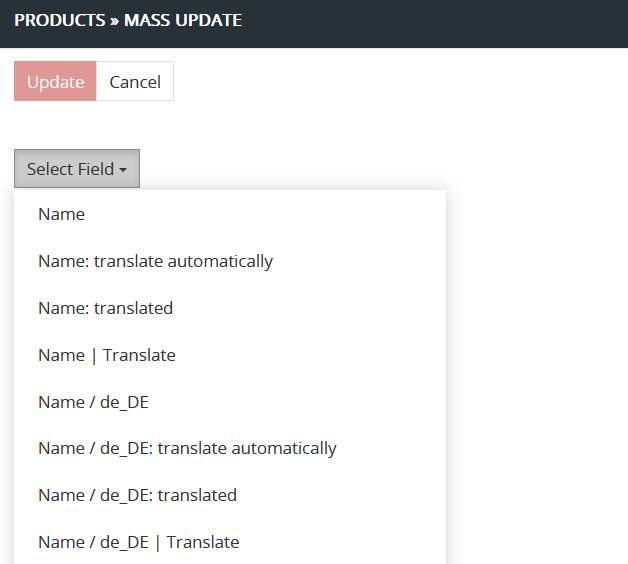 PRODUCTS » MASS UPDATE
Update Cancel
Select Field
Name
Name: translate automatically
Name: translated
Name | Translate
Name / de_DE
Name / de_DE: translate automatically
Name / de_DE: translated
Name / de_DE | Translate